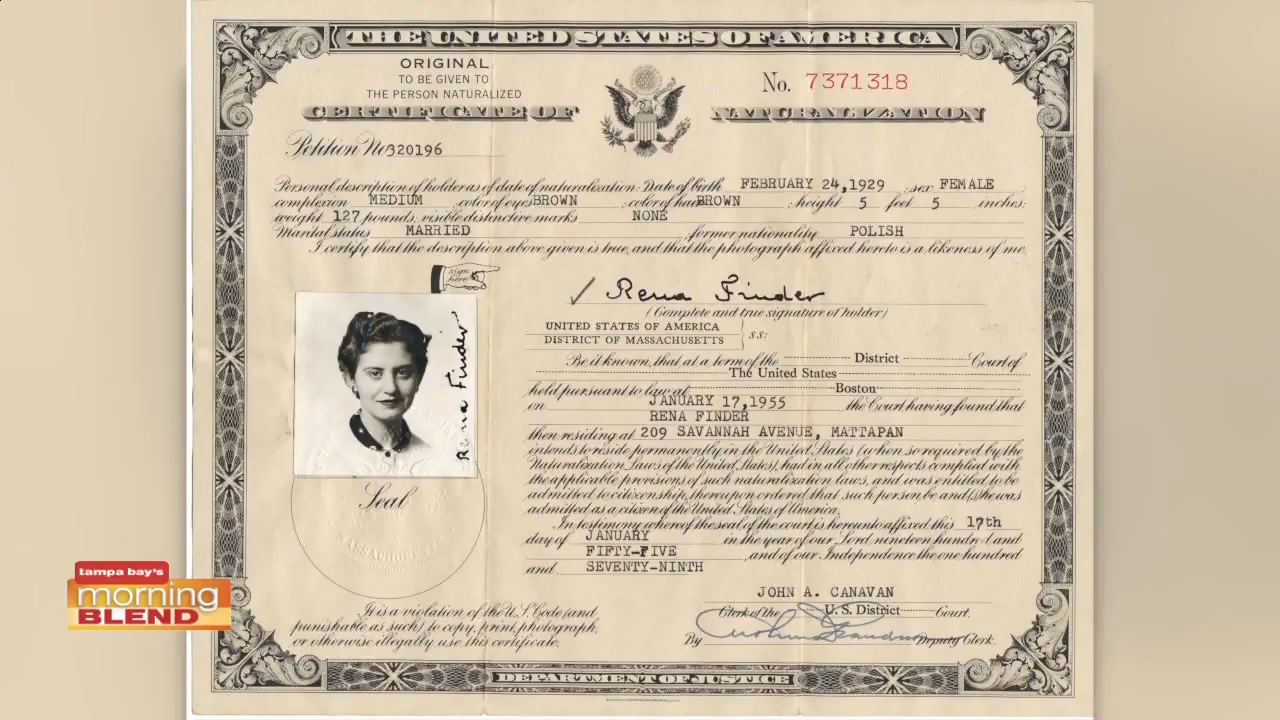 THE UNITED STATES OF AMERICA
ORIGINAL
TO BE GIVEN TO
THE PERSON NATURALIZED
No. 7371318
CERTIFICATE OF NATURALIZATION
Petition No 320196
Personal description of holder as of date of naturalization: Date of birth FEBRUARY 24,1929 ; sex FEMALE
complexion MEDIUM color of eyes BROWN color of hair BROWN ; height 5 feet 5 inches;
weight 127 pounds; visible distinctive marks NONE
Marital status MARRIED former nationality POLISH
I certify that the description above given is true, and that the photograph affixed hereto is a likeness of me.
sign here
Rena Finder
(Complete and true signature of holder)
Rena Finder
UNITED STATES OF AMERICA
DISTRICT OF MASSACHUSETTS } ss:
Be it known, that at a term of the District Court of
The United States
held pursuant to law at Boston
on JANUARY 17,1955 the Court having found that
RENA FINDER
then residing at 209 SAVANNAH AVENUE, MATTAPAN
intends to reside permanently in the United States (when so required by the
Naturalization Laws of the United States), had in all other respects complied with
the applicable provisions of such naturalization laws, and was entitled to be
admitted to citizenship, thereupon ordered that such person be and (s)he was
admitted as a citizen of the United States of America.
Seal
In testimony whereof the seal of the court is hereunto affixed this 17th
day of JANUARY in the year of our Lord nineteen hundred and
FIFTY-FIVE and of our Independence the one hundred
and SEVENTY-NINTH
JOHN A. CANAVAN
Clerk of the U. S. District Court.
By Deputy Clerk.
It is a violation of the U. S. Code (and
punishable as such) to copy, print, photograph,
or otherwise illegally use this certificate.
DEPARTMENT OF JUSTICE
tampa bay's
morning
BLEND